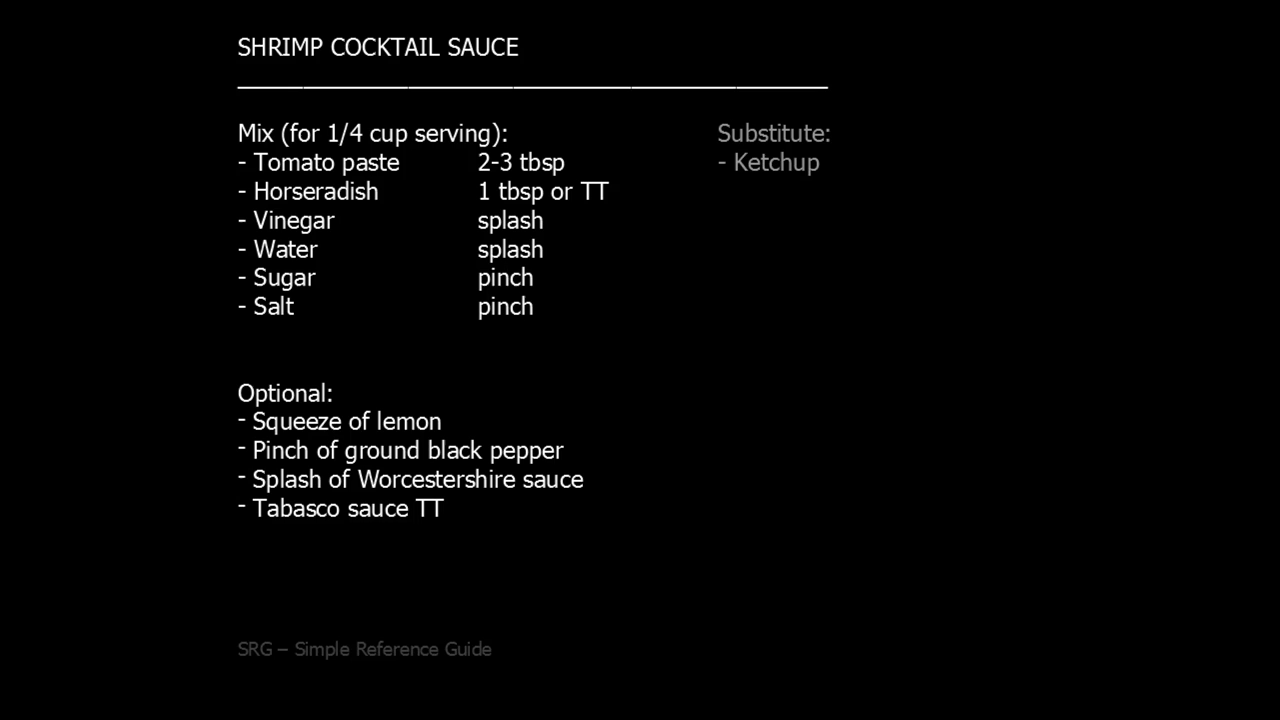 SHRIMP COCKTAIL SAUCE
Mix (for 1/4 cup serving): Substitute:
- Tomato paste 2-3 tbsp - Ketchup
- Horseradish 1 tbsp or TT
- Vinegar splash
- Water splash
- Sugar pinch
- Salt pinch
Optional:
- Squeeze of lemon
- Pinch of ground black pepper
- Splash of Worcestershire sauce
- Tabasco sauce TT
SRG – Simple Reference Guide